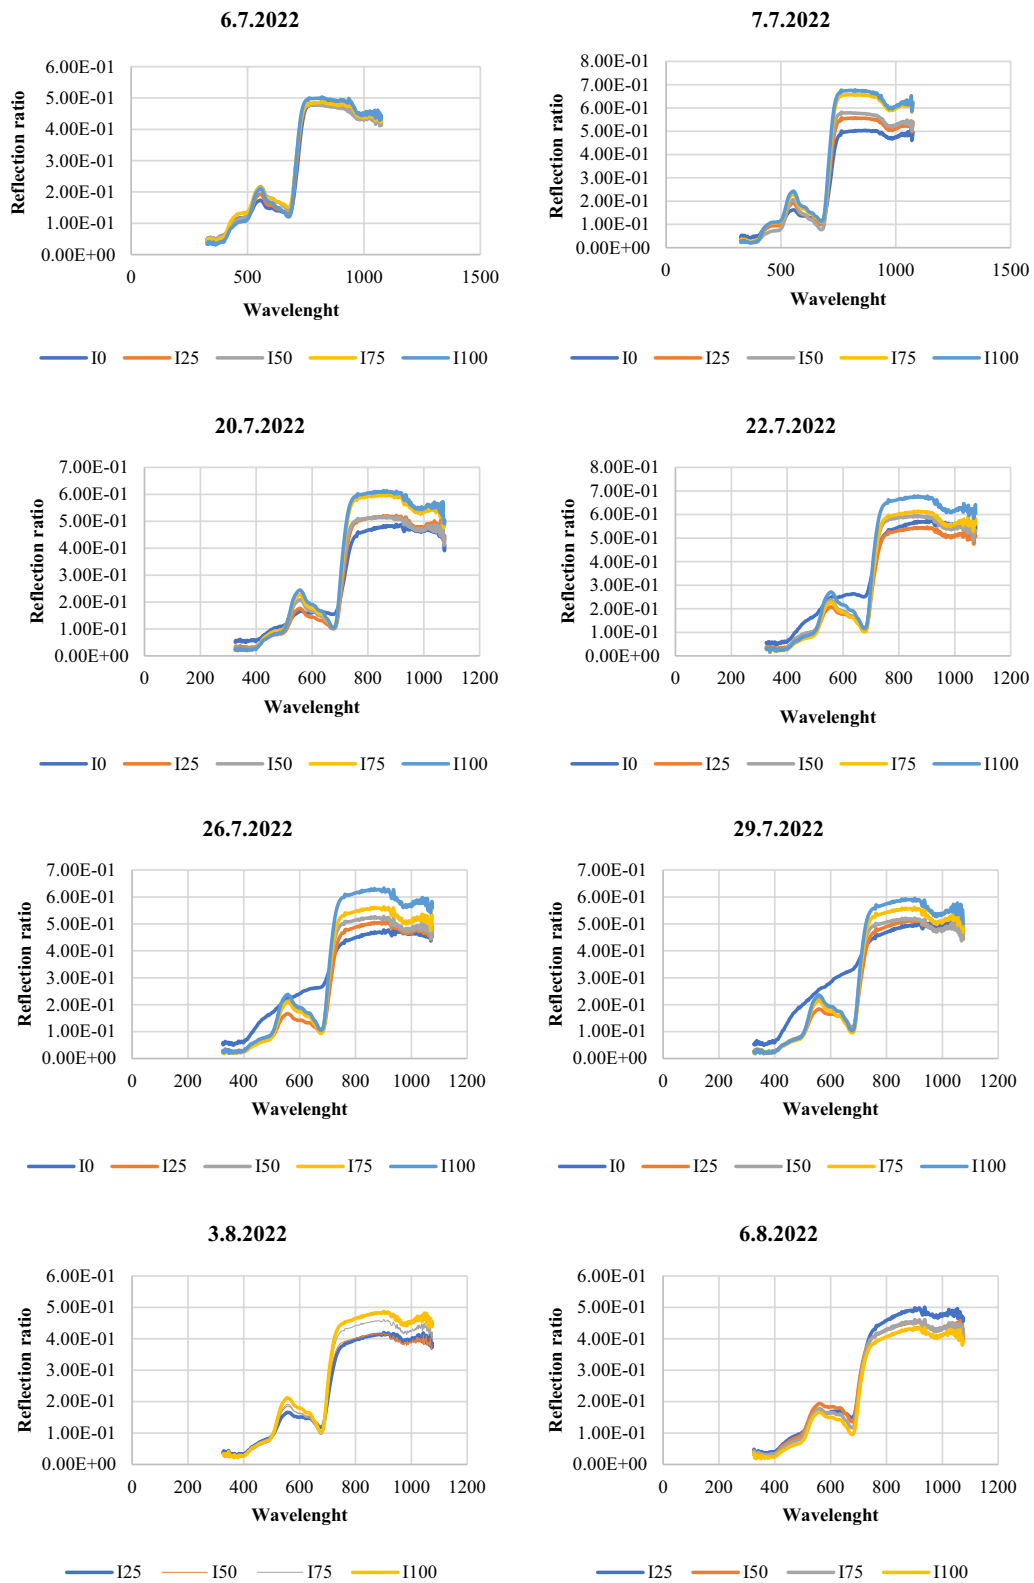 6.7.2022
6.00E-01
5.00E-01
4.00E-01
3.00E-01
2.00E-01
1.00E-01
0.00E+00
Reflection ratio
0 500 1000 1500
Wavelenght
I0 I25 I50 I75 I100
7.7.2022
8.00E-01
7.00E-01
6.00E-01
5.00E-01
4.00E-01
3.00E-01
2.00E-01
1.00E-01
0.00E+00
Reflection ratio
0 500 1000 1500
Wavelenght
I0 I25 I50 I75 I100
20.7.2022
7.00E-01
6.00E-01
5.00E-01
4.00E-01
3.00E-01
2.00E-01
1.00E-01
0.00E+00
Reflection ratio
0 200 400 600 800 1000 1200
Wavelenght
I0 I25 I50 I75 I100
22.7.2022
8.00E-01
7.00E-01
6.00E-01
5.00E-01
4.00E-01
3.00E-01
2.00E-01
1.00E-01
0.00E+00
Reflection ratio
0 200 400 600 800 1000 1200
Wavelenght
I0 I25 I50 I75 I100
26.7.2022
7.00E-01
6.00E-01
5.00E-01
4.00E-01
3.00E-01
2.00E-01
1.00E-01
0.00E+00
Reflection ratio
0 200 400 600 800 1000 1200
Wavelenght
I0 I25 I50 I75 I100
29.7.2022
7.00E-01
6.00E-01
5.00E-01
4.00E-01
3.00E-01
2.00E-01
1.00E-01
0.00E+00
Reflection ratio
0 200 400 600 800 1000 1200
Wavelenght
I0 I25 I50 I75 I100
3.8.2022
6.00E-01
5.00E-01
4.00E-01
3.00E-01
2.00E-01
1.00E-01
0.00E+00
Reflection ratio
0 200 400 600 800 1000 1200
Wavelenght
I25 I50 I75 I100
6.8.2022
6.00E-01
5.00E-01
4.00E-01
3.00E-01
2.00E-01
1.00E-01
0.00E+00
Reflection ratio
0 200 400 600 800 1000 1200
Wavelenght
I25 I50 I75 I100